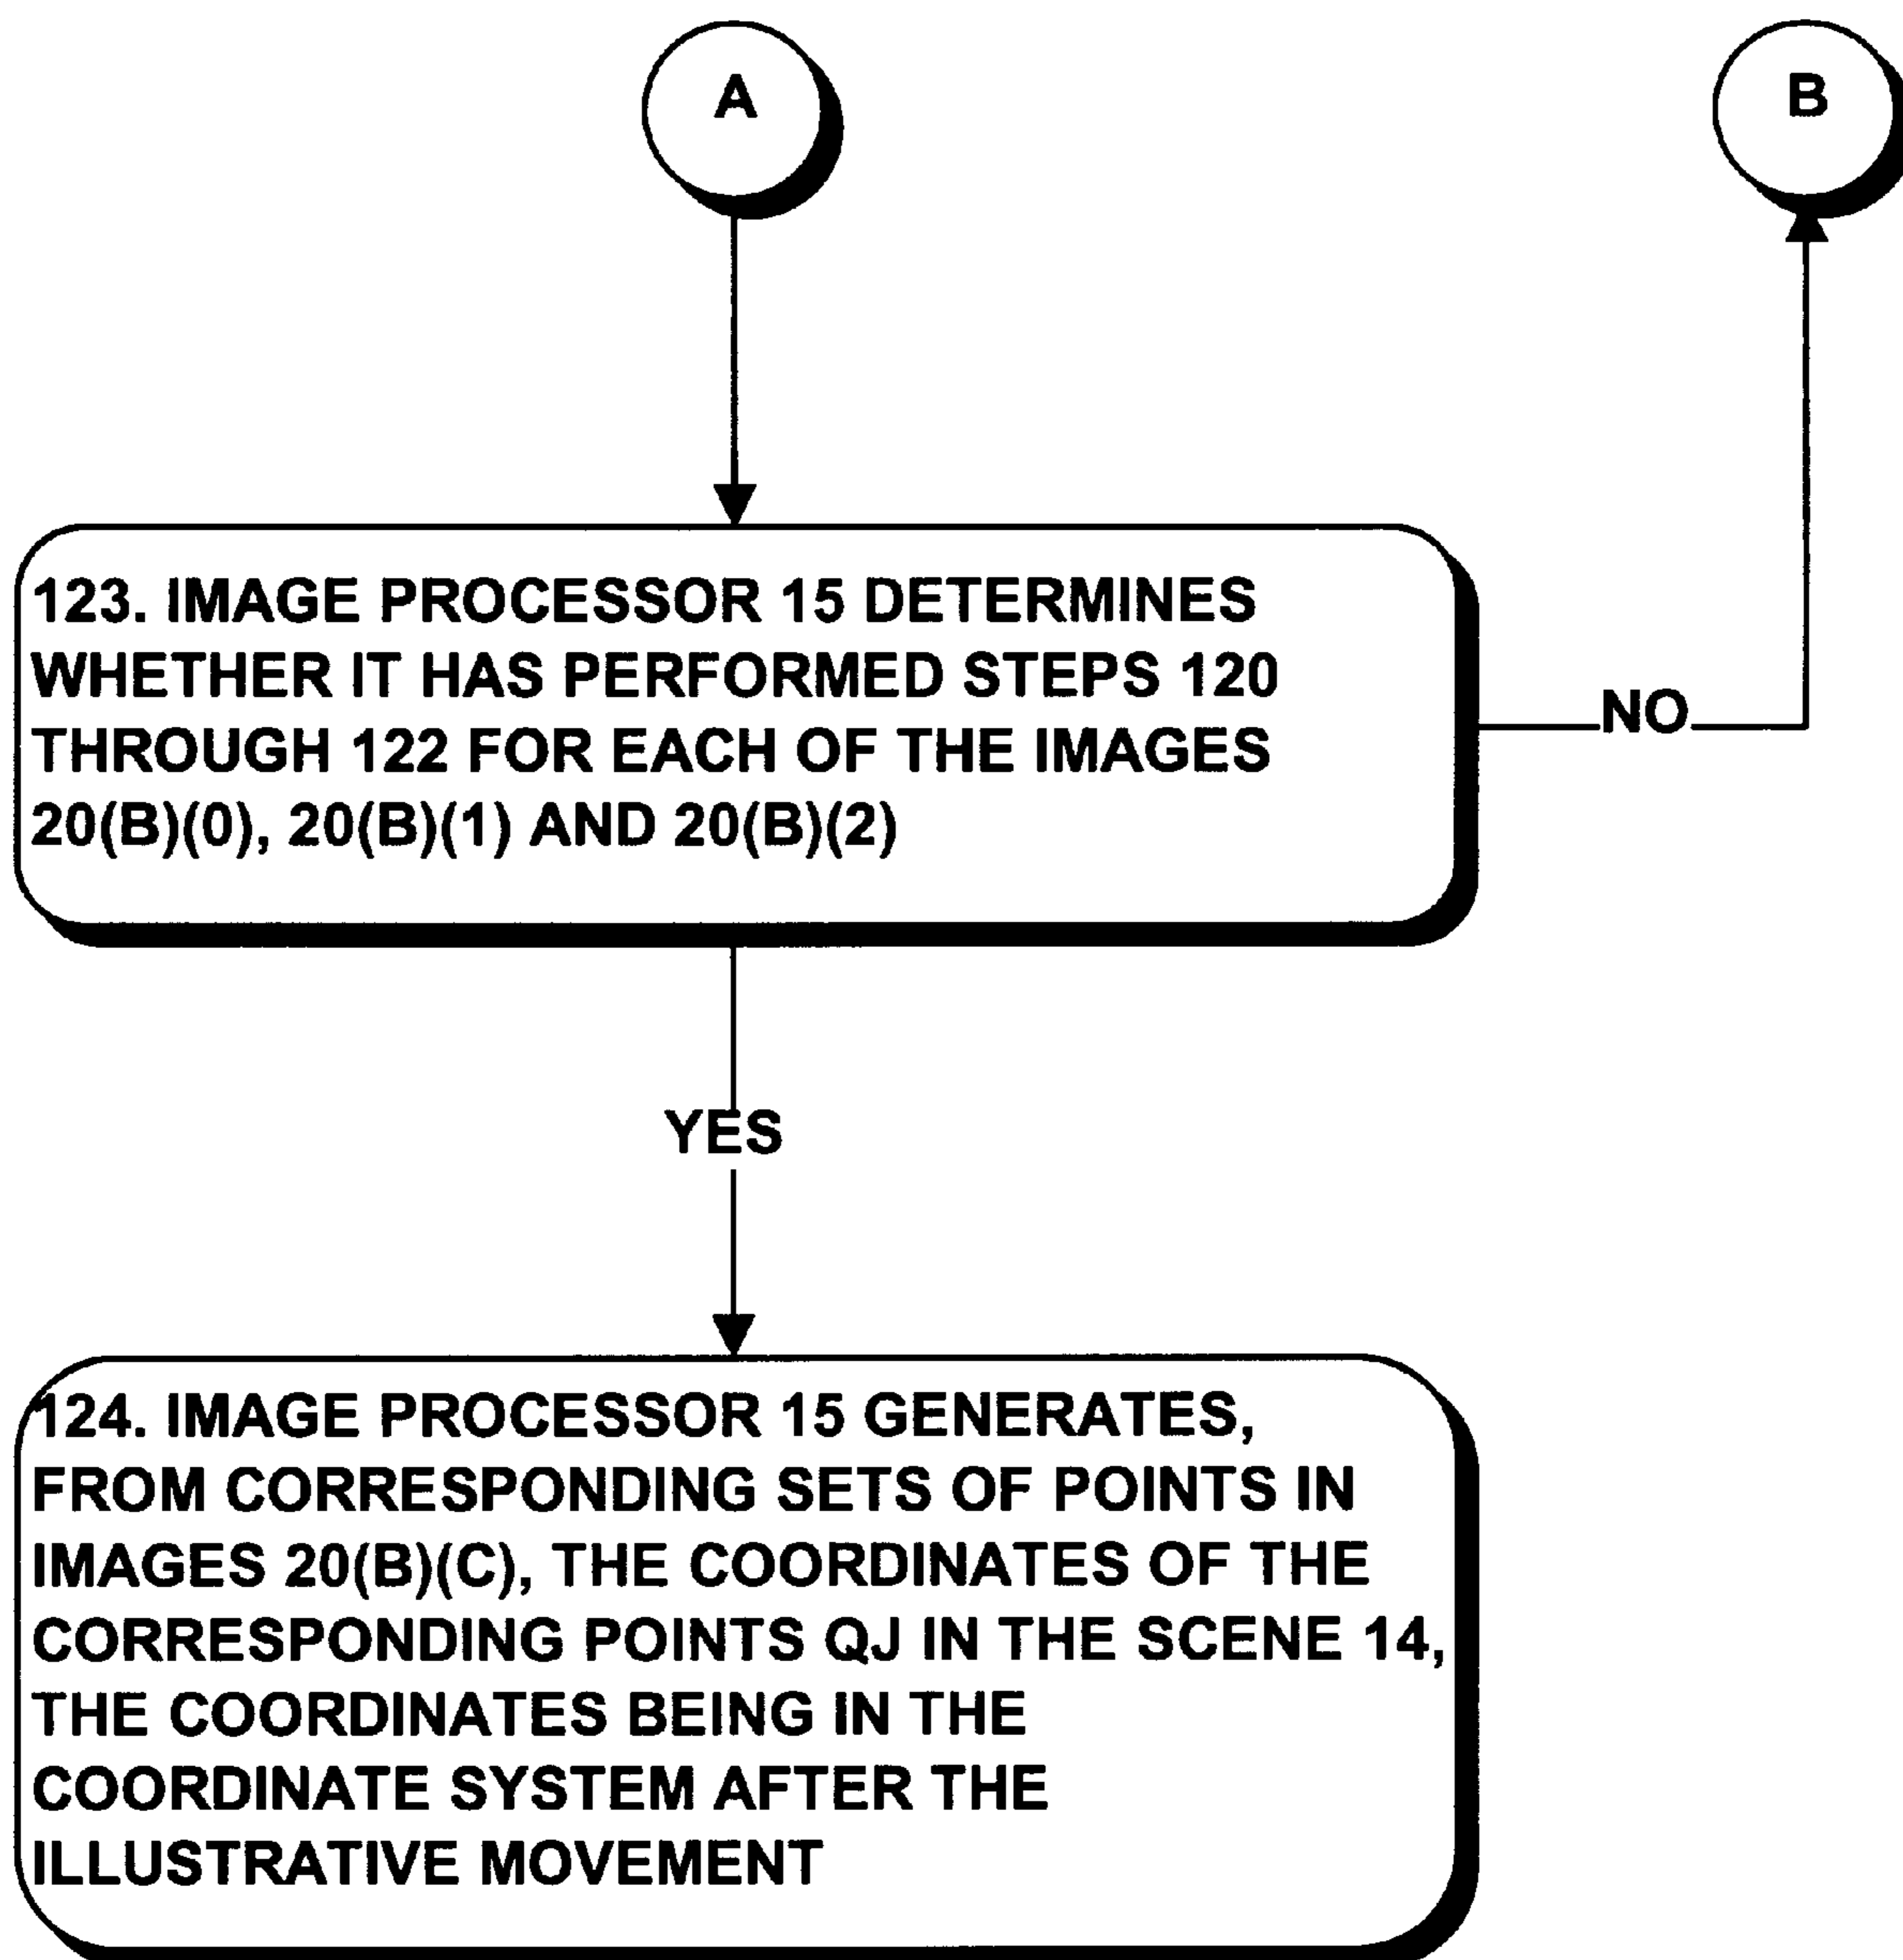 A
B
123. IMAGE PROCESSOR 15 DETERMINES
WHETHER IT HAS PERFORMED STEPS 120
THROUGH 122 FOR EACH OF THE IMAGES
20(B)(0), 20(B)(1) AND 20(B)(2)
NO
YES
124. IMAGE PROCESSOR 15 GENERATES,
FROM CORRESPONDING SETS OF POINTS IN
IMAGES 20(B)(C), THE COORDINATES OF THE
CORRESPONDING POINTS QJ IN THE SCENE 14,
THE COORDINATES BEING IN THE
COORDINATE SYSTEM AFTER THE
ILLUSTRATIVE MOVEMENT